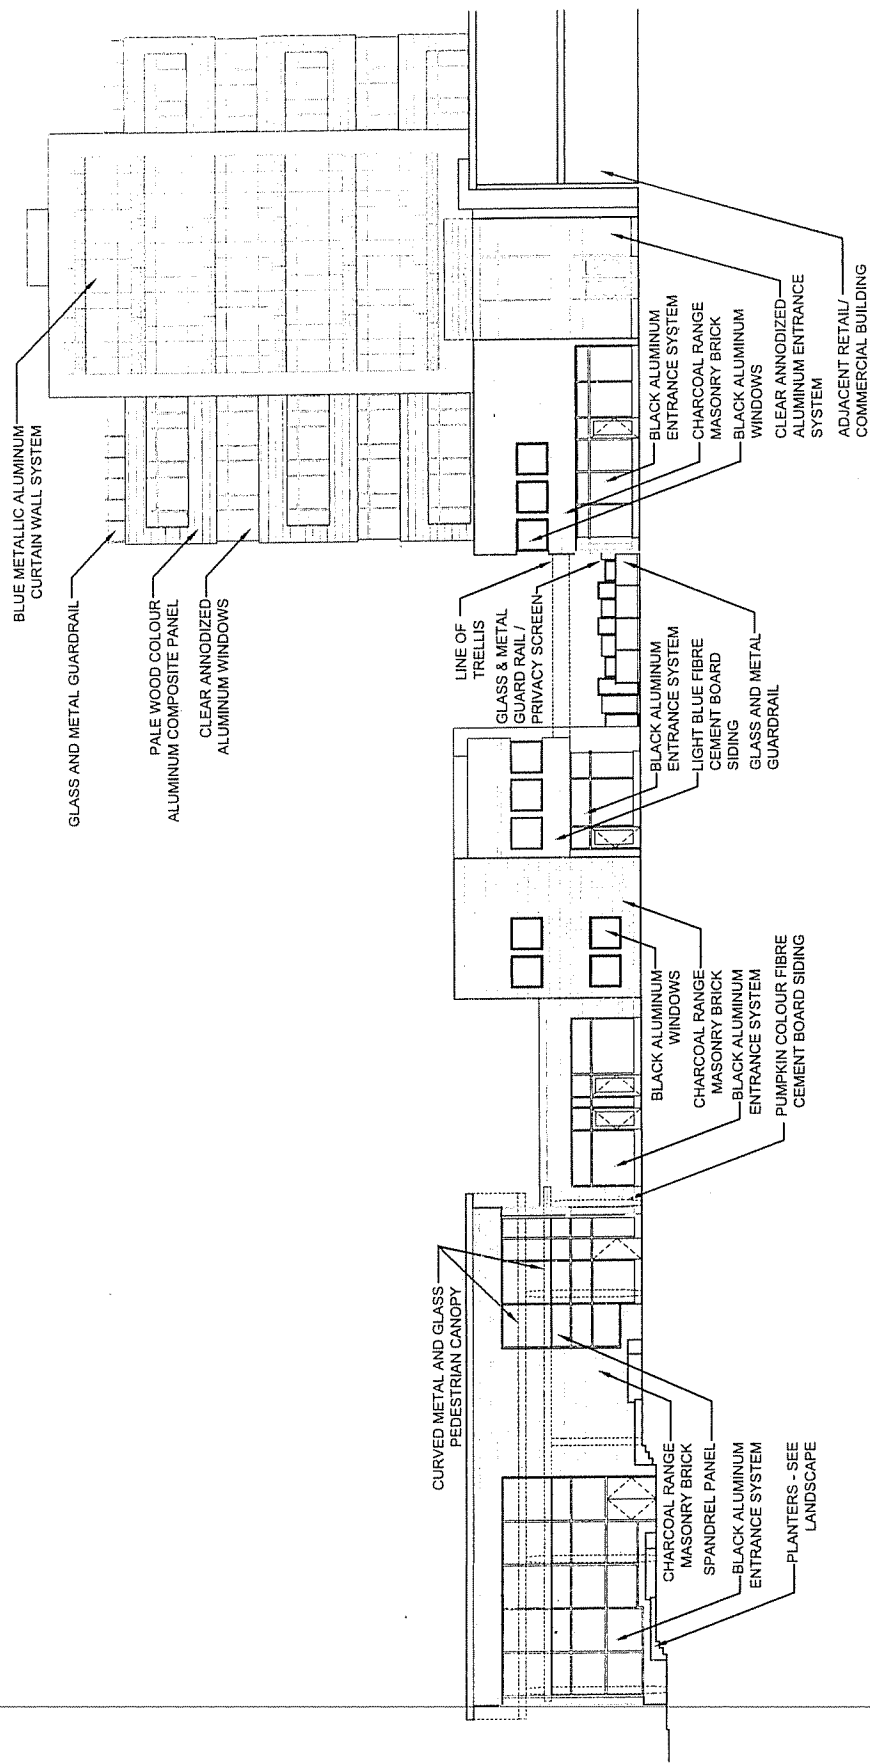 BLUE METALLIC ALUMINUM
CURTAIN WALL SYSTEM
GLASS AND METAL GUARDRAIL
PALE WOOD COLOUR
ALUMINUM COMPOSITE PANEL
CLEAR ANNODIZED
ALUMINUM WINDOWS
CURVED METAL AND GLASS
PEDESTRIAN CANOPY
LINE OF
TRELLIS
GLASS & METAL
GUARD RAIL /
PRIVACY SCREEN
CHARCOAL RANGE
MASONRY BRICK
SPANDREL PANEL
BLACK ALUMINUM
ENTRANCE SYSTEM
PLANTERS - SEE
LANDSCAPE
BLACK ALUMINUM
WINDOWS
CHARCOAL RANGE
MASONRY BRICK
BLACK ALUMINUM
ENTRANCE SYSTEM
PUMPKIN COLOUR FIBRE
CEMENT BOARD SIDING
BLACK ALUMINUM
ENTRANCE SYSTEM
LIGHT BLUE FIBRE
CEMENT BOARD
SIDING
GLASS AND METAL
GUARDRAIL
BLACK ALUMINUM
ENTRANCE SYSTEM
CHARCOAL RANGE
MASONRY BRICK
BLACK ALUMINUM
WINDOWS
CLEAR ANNODIZED
ALUMINUM ENTRANCE
SYSTEM
ADJACENT RETAIL/
COMMERCIAL BUILDING